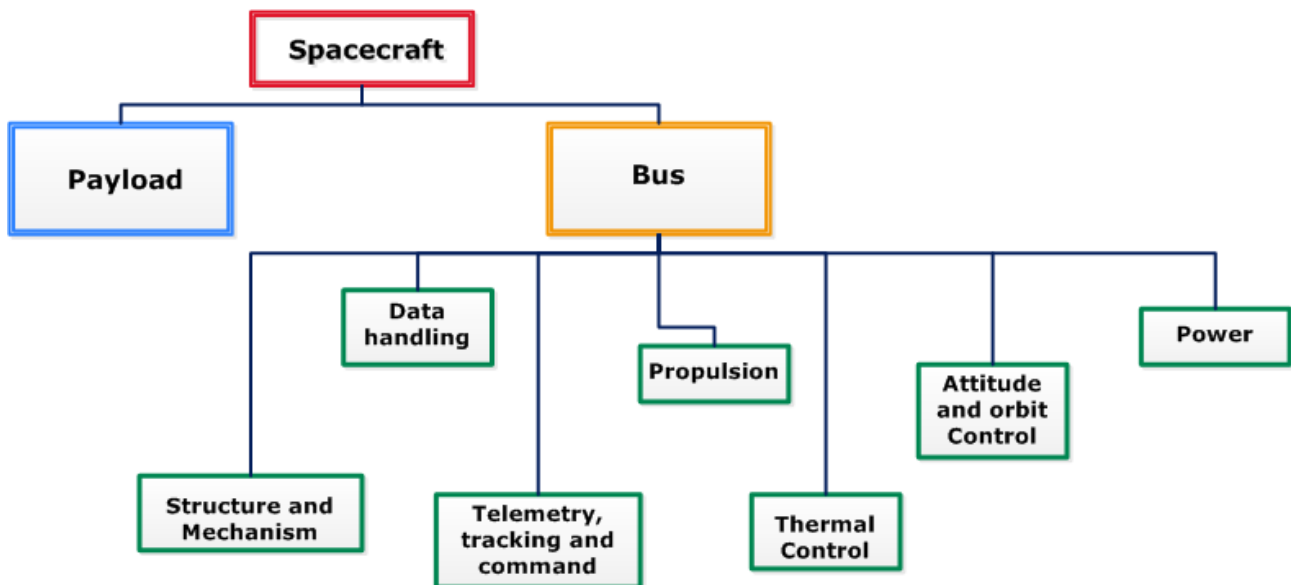 Spacecraft
Payload
Bus
Data
handling
Power
Propulsion
Attitude
and orbit
Control
Structure and
Mechanism
Telemetry,
tracking and
command
Thermal
Control